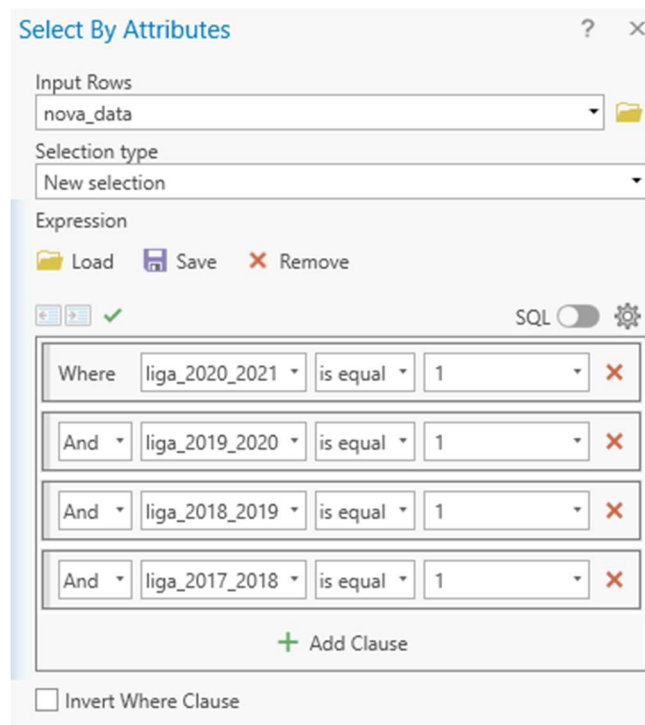 Select By Attributes ? ×
Input Rows
nova_data
Selection type
New selection
Expression
Load Save Remove
SQL
Where liga_2020_2021 is equal 1
And liga_2019_2020 is equal 1
And liga_2018_2019 is equal 1
And liga_2017_2018 is equal 1
+ Add Clause
Invert Where Clause